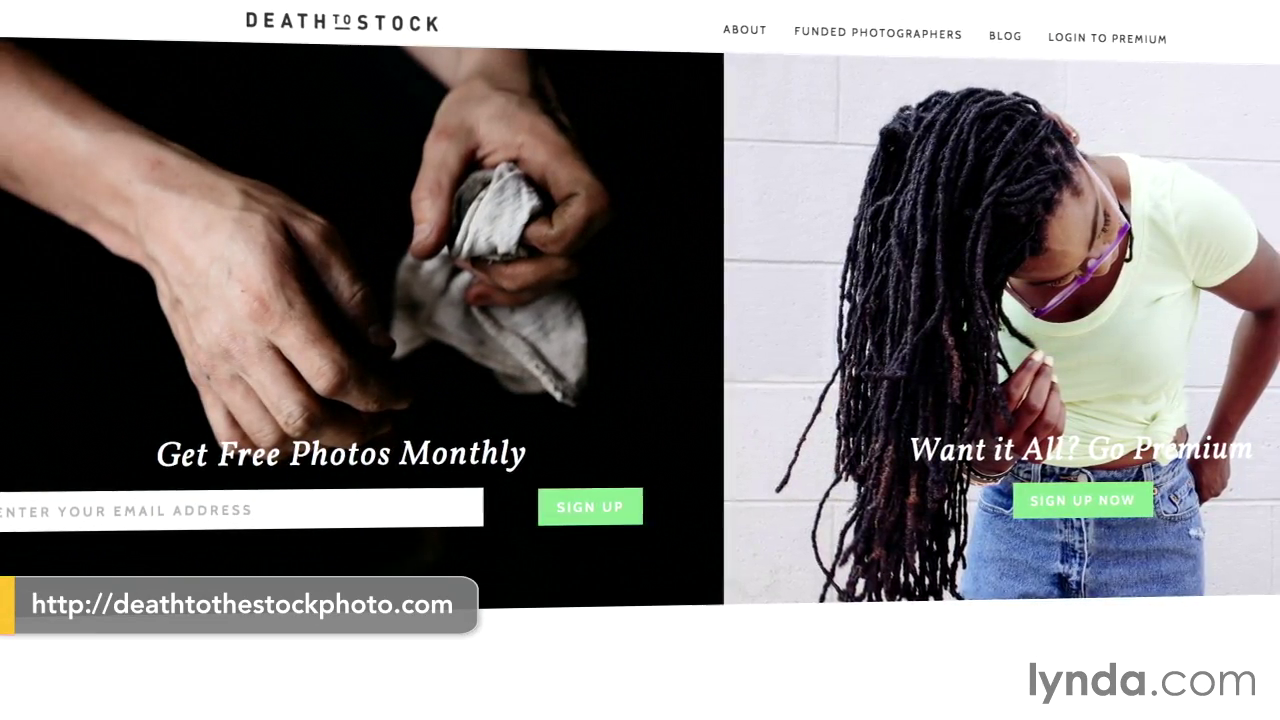 DEATH TO STOCK
ABOUT
FUNDED PHOTOGRAPHERS
BLOG
LOGIN TO PREMIUM
Get Free Photos Monthly
ENTER YOUR EMAIL ADDRESS
SIGN UP
Want it All? Go Premium
SIGN UP NOW
http://deathtothestockphoto.com
lynda.com